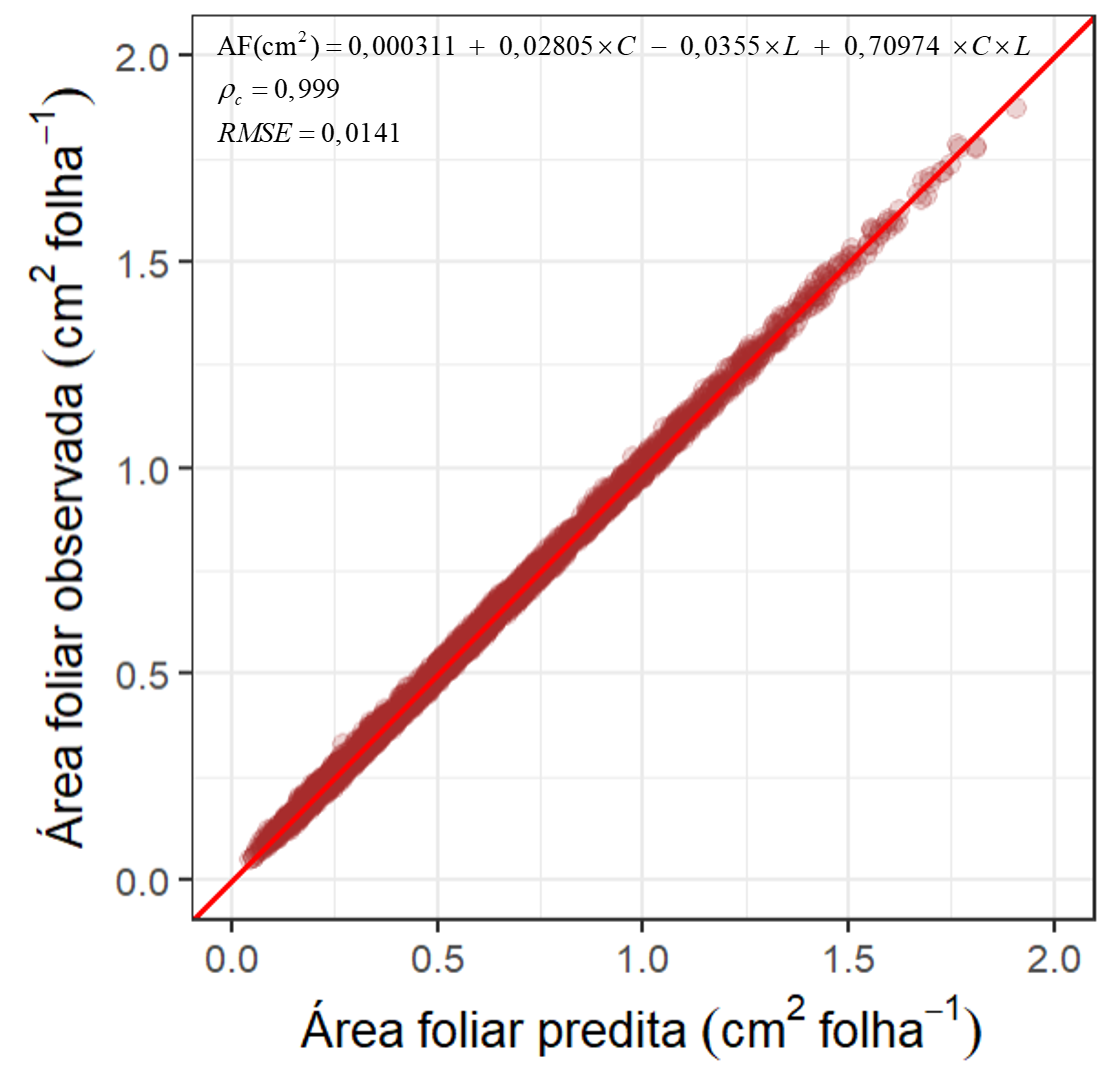 AF(cm²) = 0,000311 + 0,02805×C − 0,0355×L + 0,70974 ×C×L
ρc = 0,999
RMSE = 0,0141
Área foliar observada (cm² folha⁻¹)
2.0
1.5
1.0
0.5
0.0
0.0 0.5 1.0 1.5 2.0
Área foliar predita (cm² folha⁻¹)